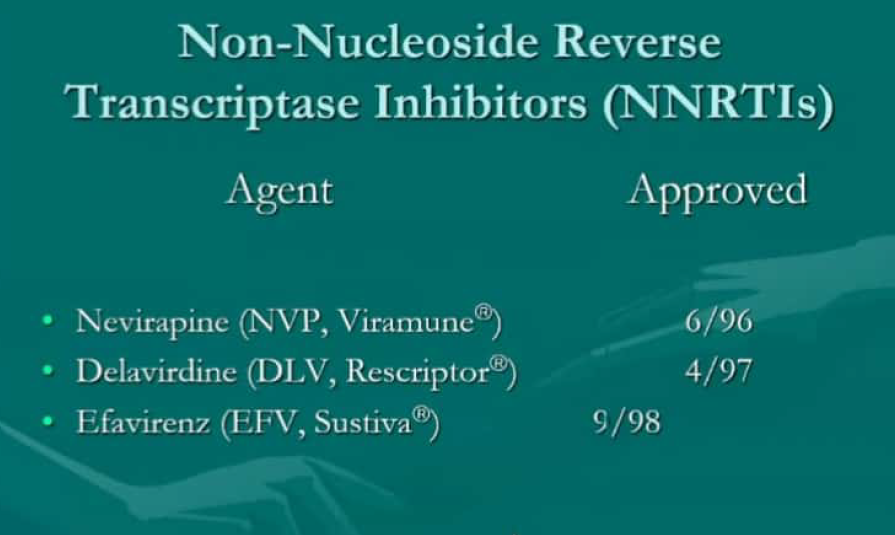 Non-Nucleoside Reverse
Transcriptase Inhibitors (NNRTIs)
Agent Approved
• Nevirapine (NVP, Viramune®) 6/96
• Delavirdine (DLV, Rescriptor®) 4/97
• Efavirenz (EFV, Sustiva®) 9/98